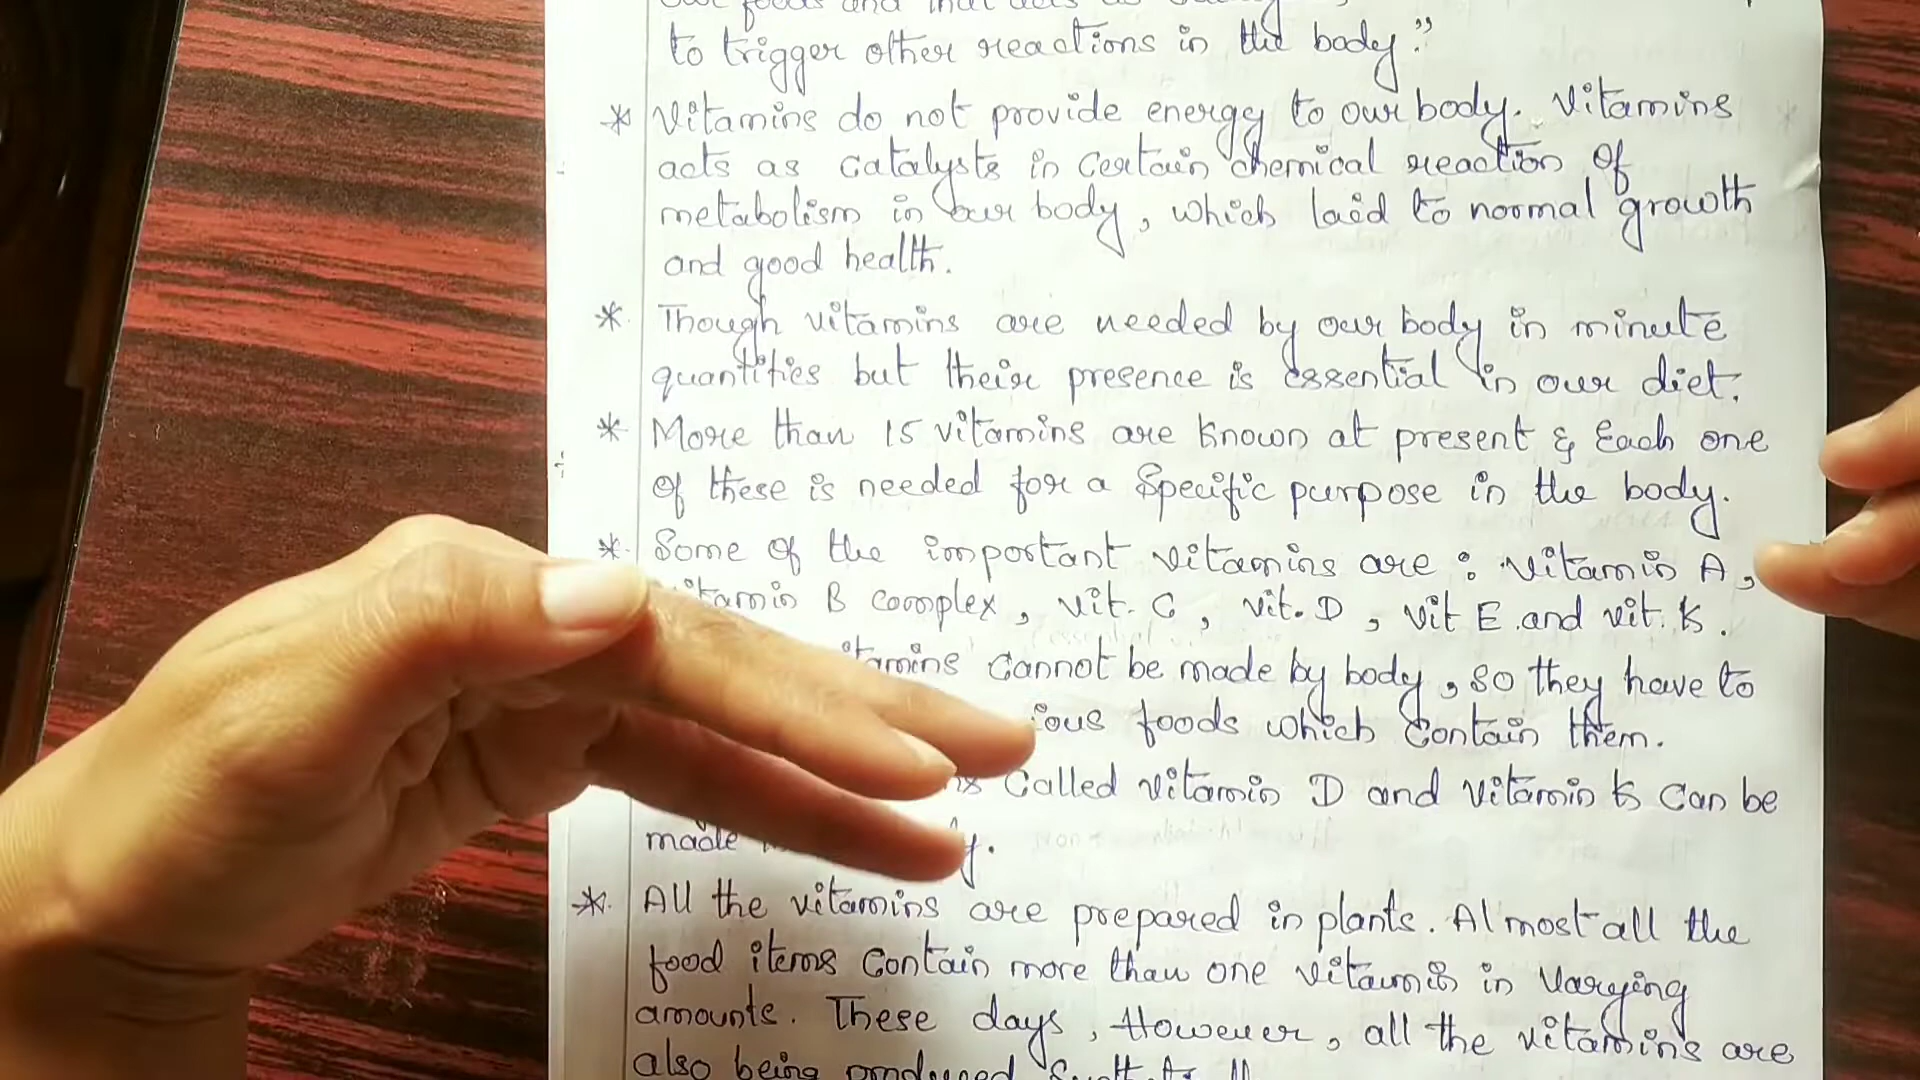 to trigger other reactions in the body."
* Vitamins do not provide energy to our body. Vitamins
acts as catalysts in certain chemical reaction of
metabolism in our body, which laid to normal growth
and good health.
* Though vitamins are needed by our body in minute
quantities but their presence is essential in our diet.
* More than 15 vitamins are known at present & Each one
of these is needed for a specific purpose in the body.
* Some of the important vitamins are : vitamin A,
B complex, vit. C, vit. D, vit E and vit. K.
cannot be made by body, so they have to
foods which contain them.
called vitamin D and vitamin K can be
made
* All the vitamins are prepared in plants. Almost all the
food items contain more than one vitamin in varying
amounts. These days, However, all the vitamins are
also being